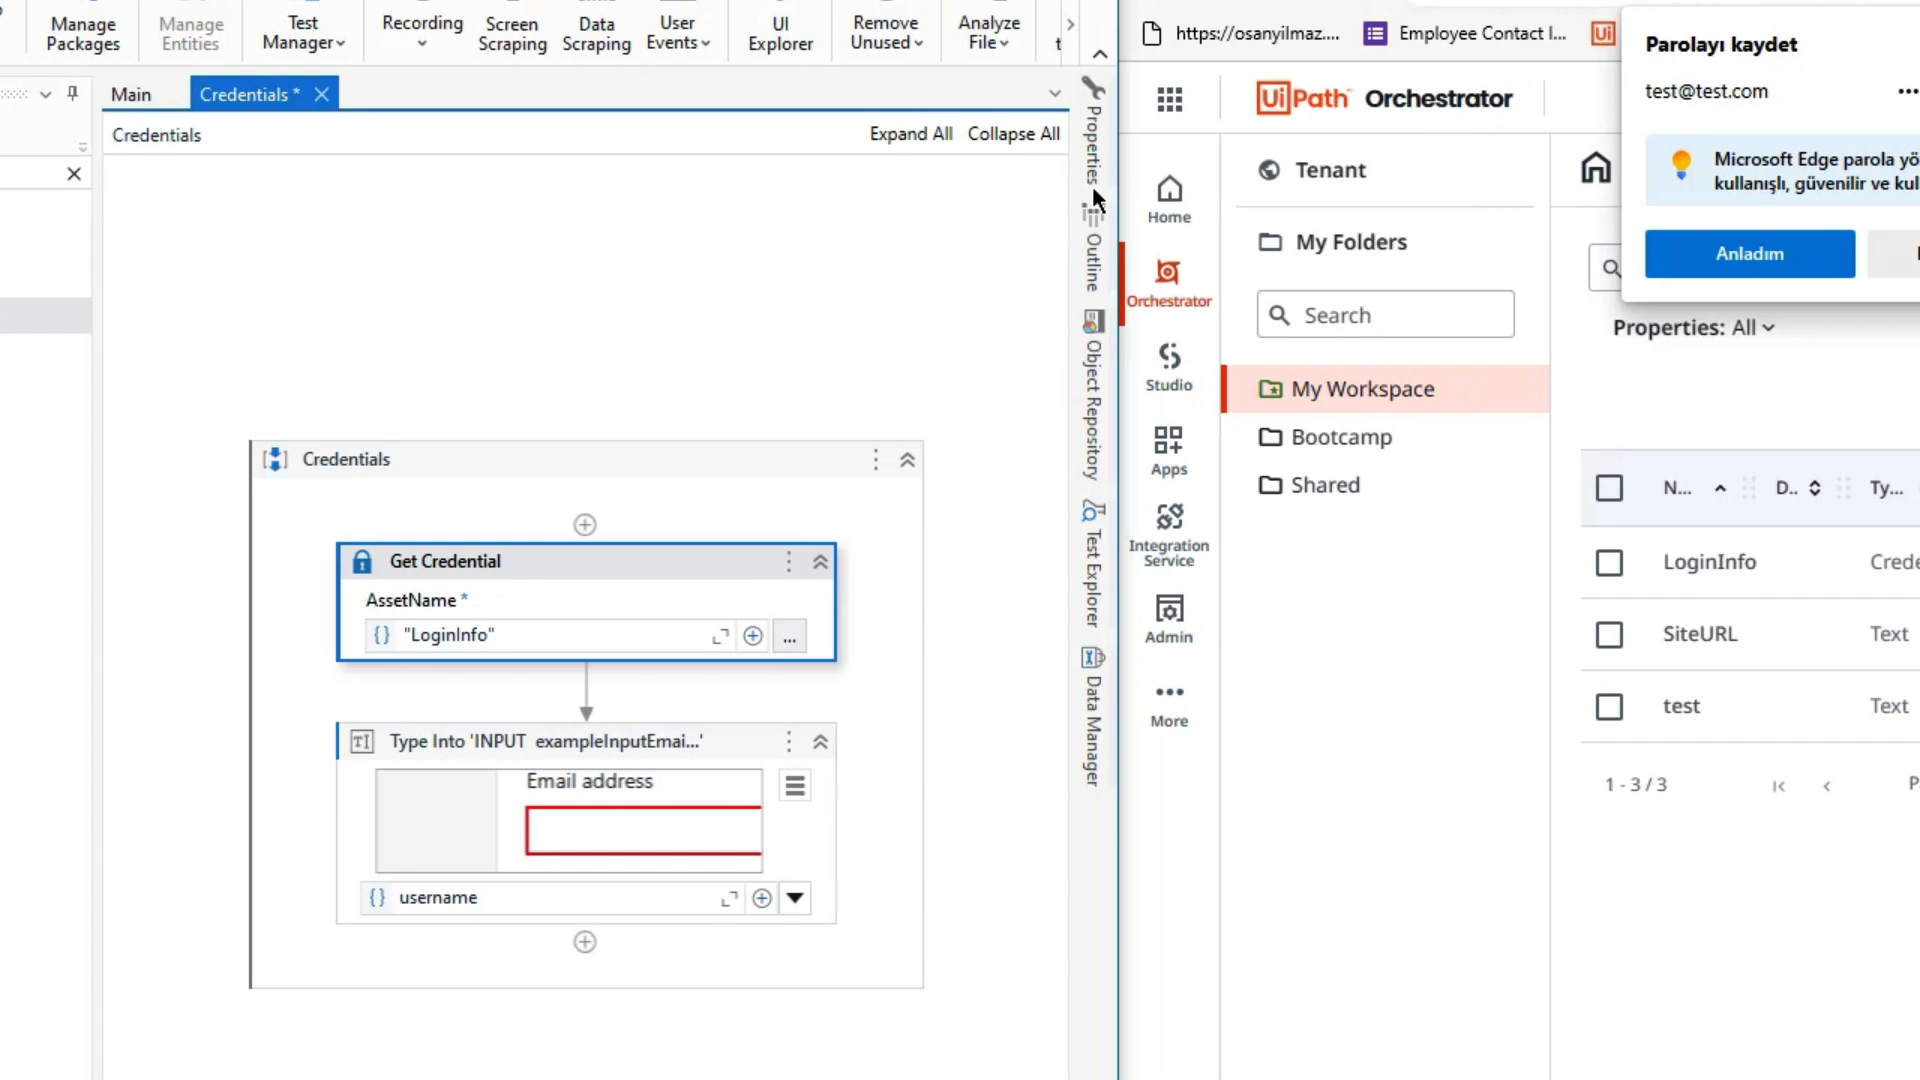 Manage
Packages
Manage
Entities
Test
Manager
Recording
Screen
Scraping
Data
Scraping
User
Events
UI
Explorer
Remove
Unused
Analyze
File
Main
Credentials *
Credentials
Expand All
Collapse All
Properties
Outline
Object Repository
Test Explorer
Data Manager
Credentials
Get Credential
AssetName *
{} "LoginInfo"
...
Type Into 'INPUT exampleInputEmai...'
Email address
{} username
https://osanyilmaz....
Employee Contact I...
Ui
UiPath Orchestrator
Home
Orchestrator
Studio
Apps
Integration
Service
Admin
More
Tenant
My Folders
Search
My Workspace
Bootcamp
Shared
Parolayı kaydet
test@test.com
Microsoft Edge parola yö
kullanışlı, güvenilir ve kul
Anladım
Properties: All
N...
D..
Ty...
LoginInfo
Crede
SiteURL
Text
test
Text
1 - 3 / 3